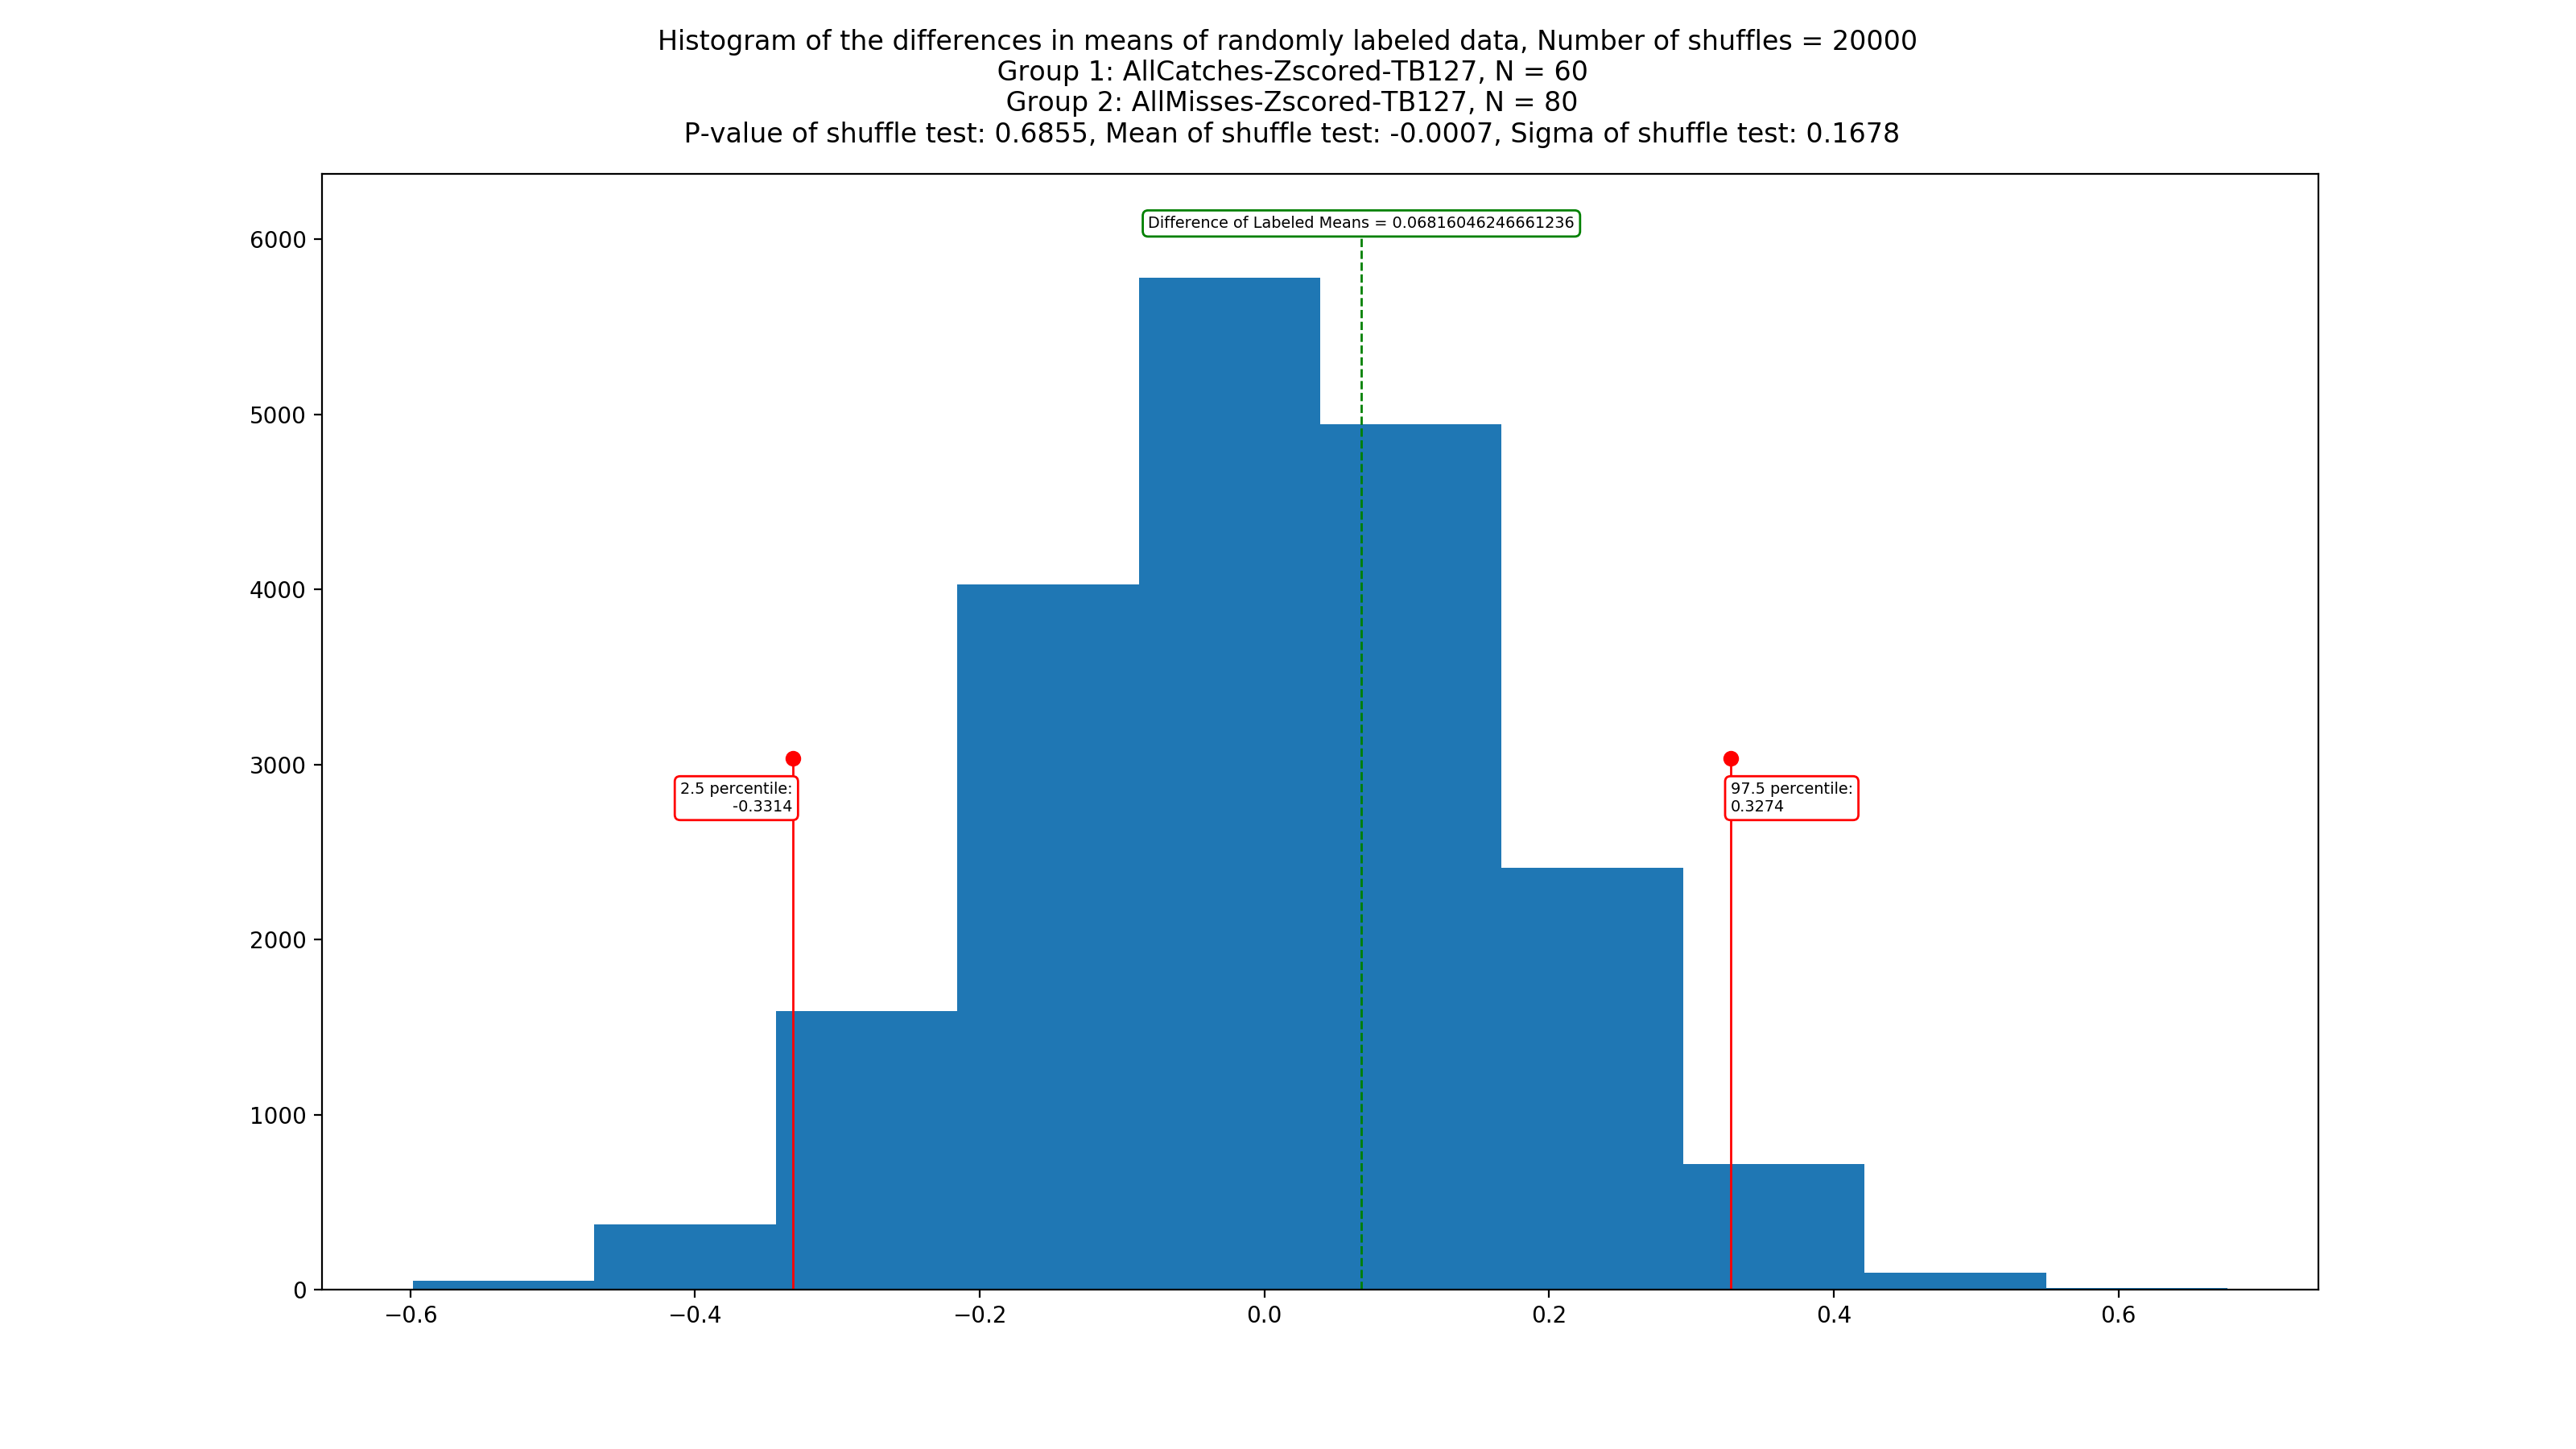 Histogram of the differences in means of randomly labeled data, Number of shuffles = 20000
Group 1: AllCatches-Zscored-TB127, N = 60
Group 2: AllMisses-Zscored-TB127, N = 80
P-value of shuffle test: 0.6855, Mean of shuffle test: -0.0007, Sigma of shuffle test: 0.1678
Difference of Labeled Means = 0.06816046246661236
6000
5000
4000
3000
2.5 percentile:
-0.3314
97.5 percentile:
0.3274
2000
1000
0
−0.6
−0.4
−0.2
0.0
0.2
0.4
0.6